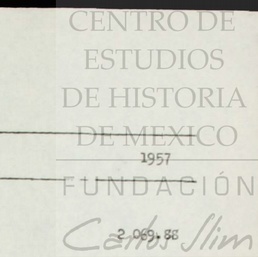 CENTRO DE
ESTUDIOS
DE HISTORIA
DE MEXICO
1957
FUNDACIÓN
2 069.88
Carlos Slim